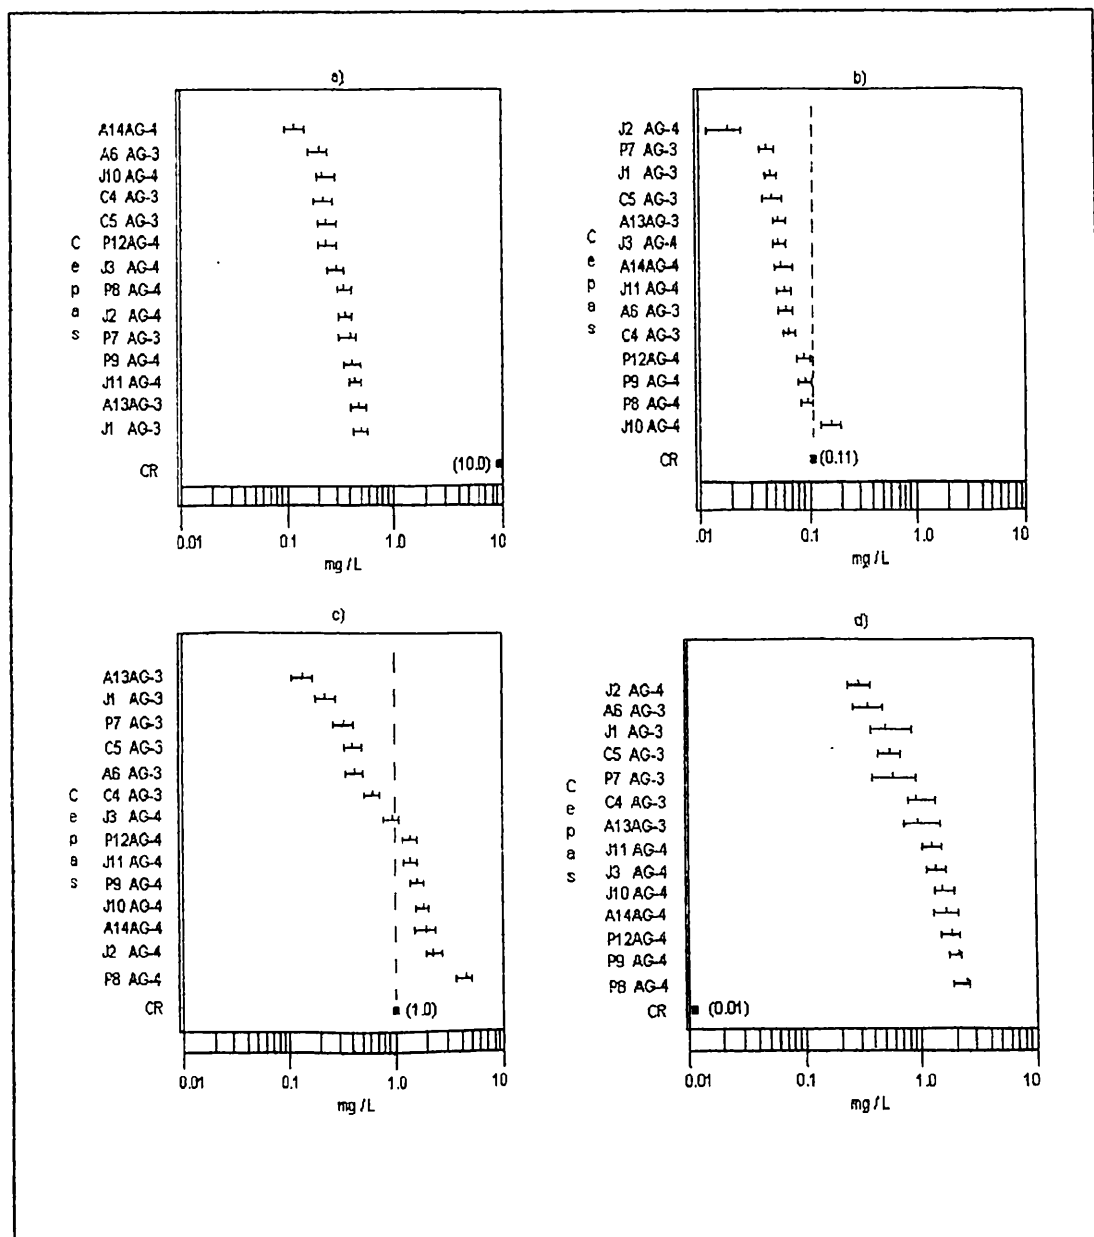 a)
A14AG-4
A6 AG-3
J10 AG-4
C4 AG-3
C5 AG-3
P12AG-4
J3 AG-4
P8 AG-4
J2 AG-4
P7 AG-3
P9 AG-4
J11 AG-4
A13AG-3
J1 AG-3
CR
Cepas
(10.0)
0.01 0.1 1.0 10
mg/L
b)
J2 AG-4
P7 AG-3
J1 AG-3
C5 AG-3
A13AG-3
J3 AG-4
A14AG-4
J11 AG-4
A6 AG-3
C4 AG-3
P12AG-4
P9 AG-4
P8 AG-4
J10 AG-4
CR
Cepas
(0.11)
.01 0.1 1.0 10
mg/L
c)
A13AG-3
J1 AG-3
P7 AG-3
C5 AG-3
A6 AG-3
C4 AG-3
J3 AG-4
P12AG-4
J11 AG-4
P9 AG-4
J10 AG-4
A14AG-4
J2 AG-4
P8 AG-4
CR
Cepas
(1.0)
0.01 0.1 1.0 10
mg/L
d)
J2 AG-4
A6 AG-3
J1 AG-3
C5 AG-3
P7 AG-3
C4 AG-3
A13AG-3
J11 AG-4
J3 AG-4
J10 AG-4
A14AG-4
P12AG-4
P9 AG-4
P8 AG-4
CR
Cepas
(0.01)
0.01 0.1 1.0 10
mg/L